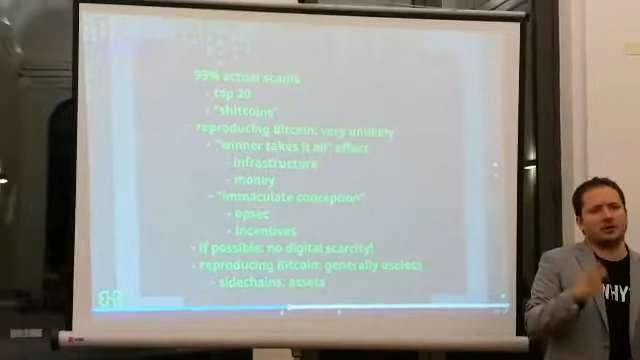 99% actual scams
- top 20
- "shitcoins"
reproducing Bitcoin: very unlikely
- "winner takes it all" effect
- infrastructure
- money
- "immaculate conception"
- opsec
- incentives
- if possible: no digital scarcity!
- reproducing Bitcoin: generally useless
- sidechains, assets
WHY